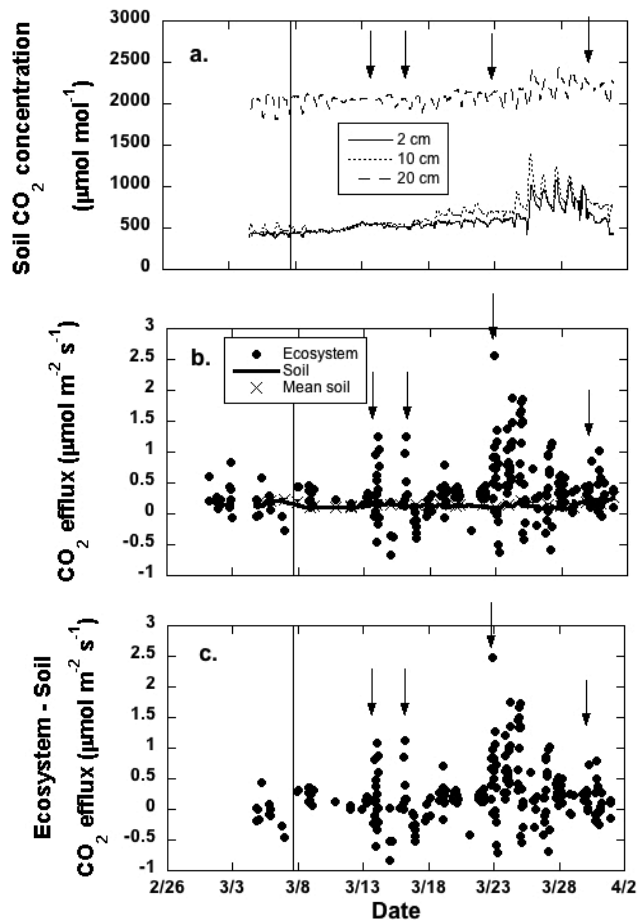 a.
Soil CO2 concentration
(µmol mol-1)
3000
2500
2000
1500
1000
500
0
2 cm
10 cm
20 cm
b.
CO2 efflux (µmol m-2 s-1)
3
2.5
2
1.5
1
0.5
0
-0.5
-1
Ecosystem
Soil
Mean soil
c.
Ecosystem - Soil
CO2 efflux (µmol m-2 s-1)
3
2.5
2
1.5
1
0.5
0
-0.5
-1
2/26 3/3 3/8 3/13 3/18 3/23 3/28 4/2
Date